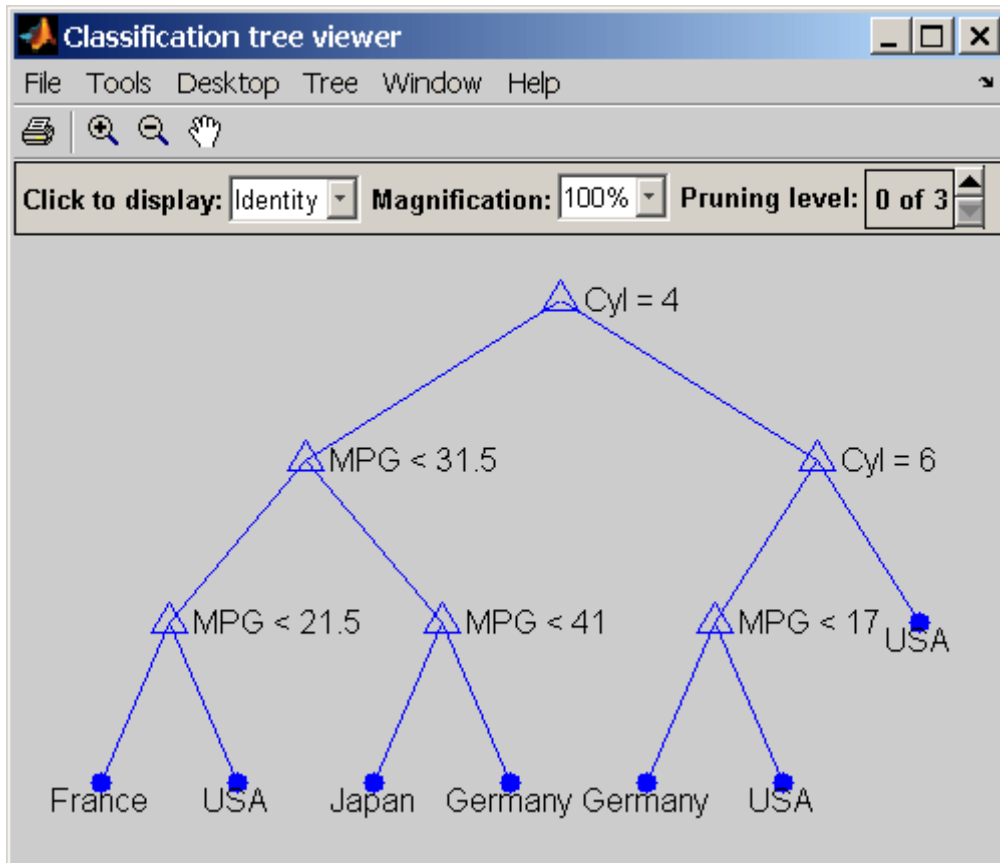 Classification tree viewer
File Tools Desktop Tree Window Help
Click to display: Identity Magnification: 100% Pruning level: 0 of 3
Cyl = 4
MPG < 31.5 Cyl = 6
MPG < 21.5 MPG < 41 MPG < 17
USA
France USA Japan Germany Germany USA